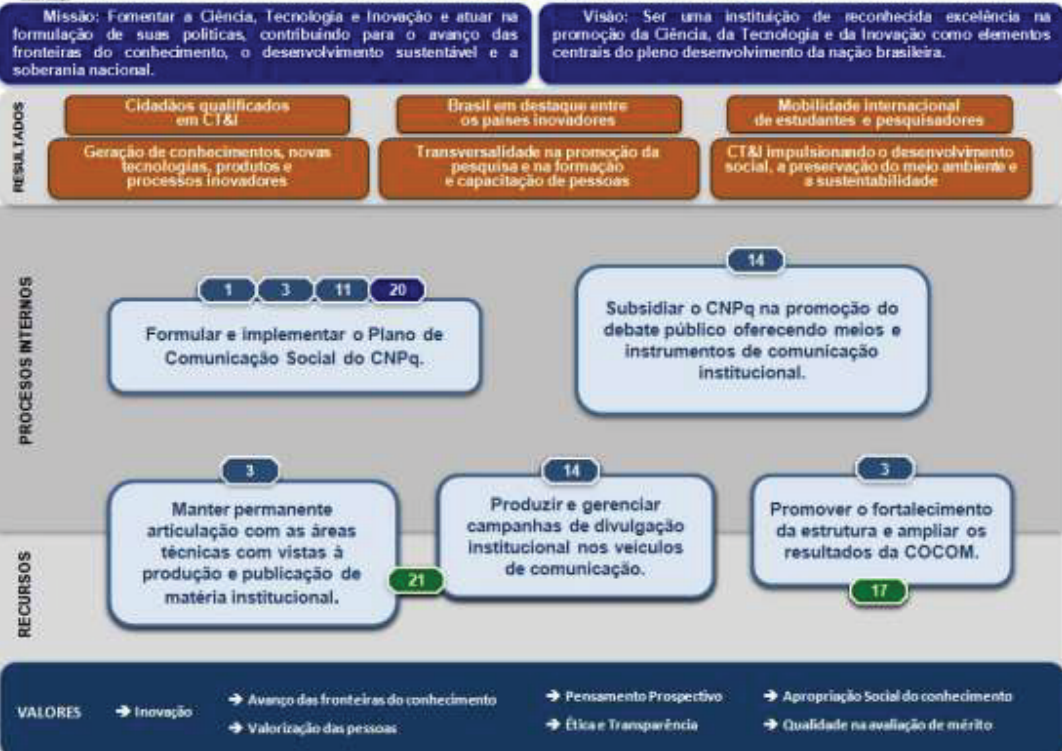 Missão: Fomentar a Ciência, Tecnologia e Inovação e atuar na
formulação de suas políticas, contribuindo para o avanço das
fronteiras do conhecimento, o desenvolvimento sustentável e a
soberania nacional.
Visão: Ser uma instituição de reconhecida excelência na
promoção da Ciência, da Tecnologia e da Inovação como elementos
centrais do pleno desenvolvimento da nação brasileira.
RESULTADOS
Cidadãos qualificados
em CT&I
Brasil em destaque entre
os países inovadores
Mobilidade internacional
de estudantes e pesquisadores
Geração de conhecimentos, novas
tecnologias, produtos e
processos inovadores
Transversalidade na promoção da
pesquisa e na formação
e capacitação de pessoas
CT&I impulsionando o desenvolvimento
social, a preservação do meio ambiente e
a sustentabilidade
PROCESOS INTERNOS
1 3 11 20
Formular e implementar o Plano de
Comunicação Social do CNPq.
14
Subsidiar o CNPq na promoção do
debate público oferecendo meios e
instrumentos de comunicação
institucional.
3
Manter permanente
articulação com as áreas
técnicas com vistas à
produção e publicação de
matéria institucional.
21
14
Produzir e gerenciar
campanhas de divulgação
institucional nos veículos
de comunicação.
3
Promover o fortalecimento
da estrutura e ampliar os
resultados da COCOM.
17
RECURSOS
VALORES
➔ Inovação
➔ Avanço das fronteiras do conhecimento
➔ Valorização das pessoas
➔ Pensamento Prospectivo
➔ Ética e Transparência
➔ Apropriação Social do conhecimento
➔ Qualidade na avaliação de mérito